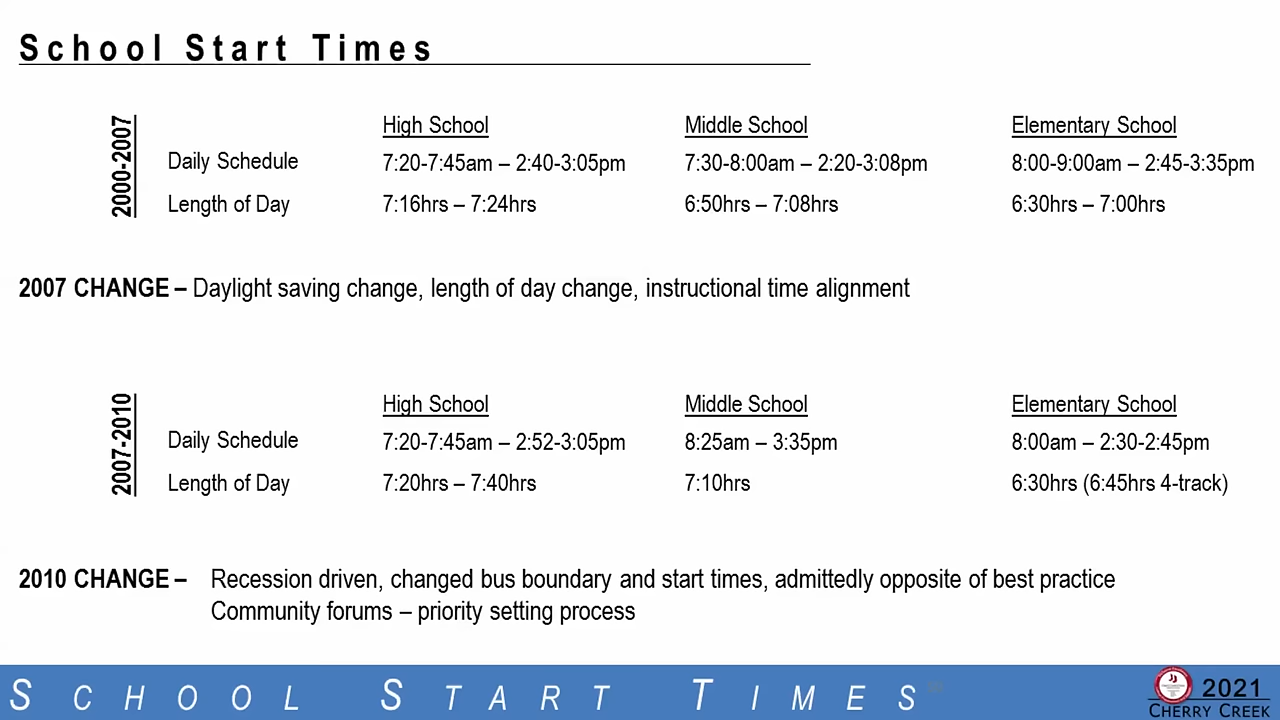 School Start Times
2000-2007
High School Middle School Elementary School
Daily Schedule 7:20-7:45am – 2:40-3:05pm 7:30-8:00am – 2:20-3:08pm 8:00-9:00am – 2:45-3:35pm
Length of Day 7:16hrs – 7:24hrs 6:50hrs – 7:08hrs 6:30hrs – 7:00hrs
2007 CHANGE – Daylight saving change, length of day change, instructional time alignment
2007-2010
High School Middle School Elementary School
Daily Schedule 7:20-7:45am – 2:52-3:05pm 8:25am – 3:35pm 8:00am – 2:30-2:45pm
Length of Day 7:20hrs – 7:40hrs 7:10hrs 6:30hrs (6:45hrs 4-track)
2010 CHANGE – Recession driven, changed bus boundary and start times, admittedly opposite of best practice
Community forums – priority setting process
SCHOOL START TIMES
2021
CHERRY CREEK